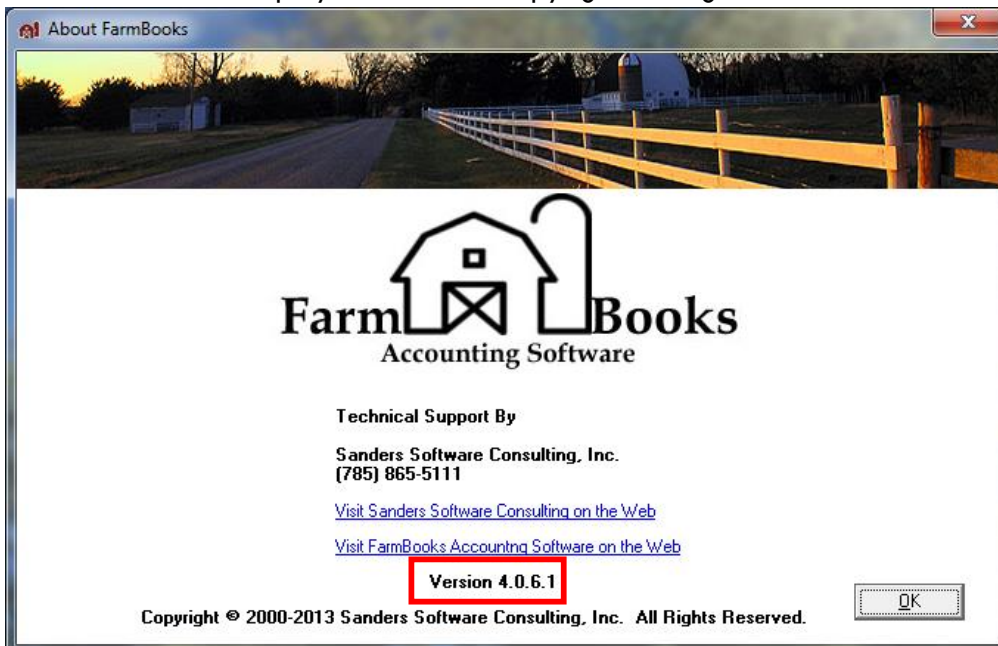 About FarmBooks
x
Farm Books
Accounting Software
Technical Support By
Sanders Software Consulting, Inc.
(785) 865-5111
Visit Sanders Software Consulting on the Web
Visit FarmBooks Accountng Software on the Web
Version 4.0.6.1
OK
Copyright © 2000-2013 Sanders Software Consulting, Inc. All Rights Reserved.